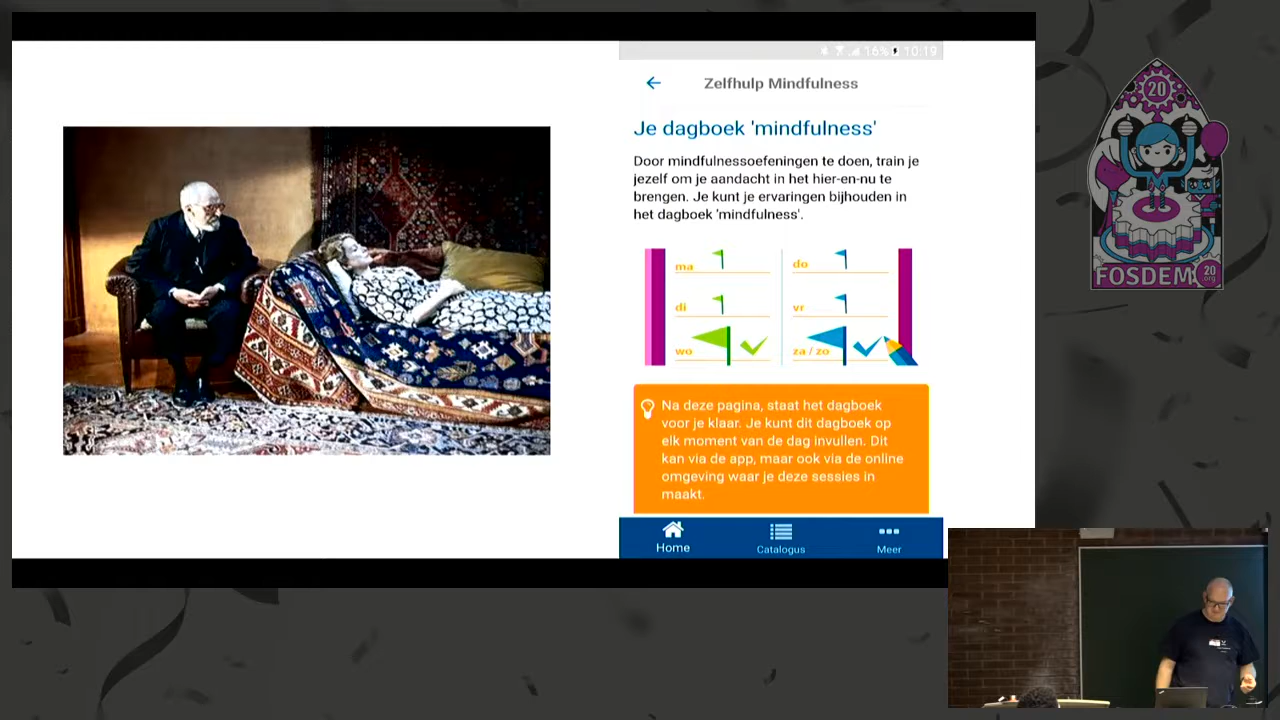 16% 10:19
Zelfhulp Mindfulness
Je dagboek 'mindfulness'
Door mindfulnessoefeningen te doen, train je
jezelf om je aandacht in het hier-en-nu te
brengen. Je kunt je ervaringen bijhouden in
het dagboek 'mindfulness'.
ma
do
di
vr
wo
za / zo
Na deze pagina, staat het dagboek
voor je klaar. Je kunt dit dagboek op
elk moment van de dag invullen. Dit
kan via de app, maar ook via de online
omgeving waar je deze sessies in
maakt.
Home
Catalogus
Meer
20
FOSDEM
20
.org